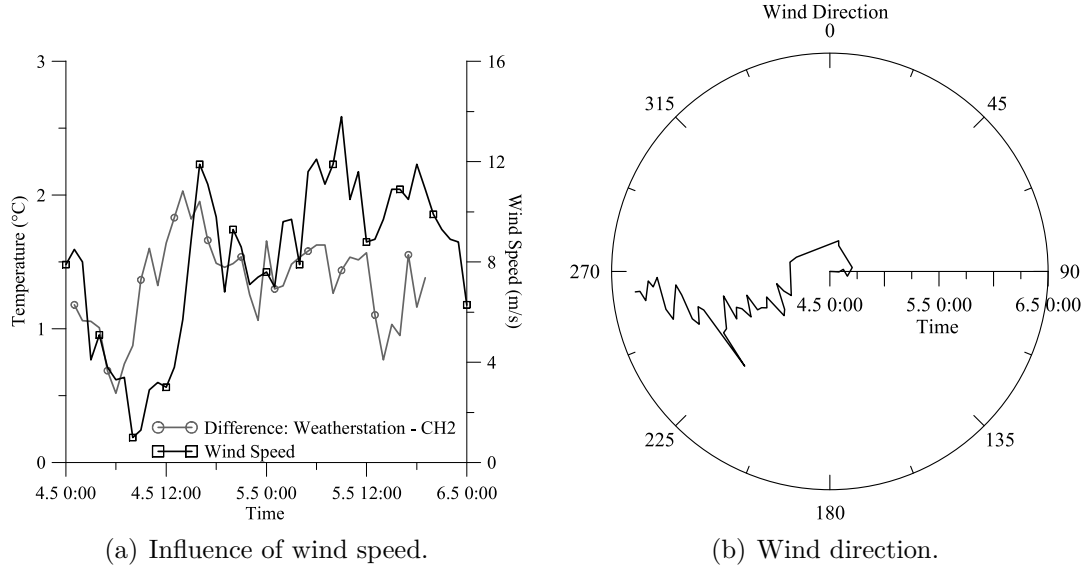 3
2
1
0
Temperature (°C)
16
12
8
4
0
Wind Speed (m/s)
Difference: Weatherstation - CH2
Wind Speed
4.5 0:00 4.5 12:00 5.5 0:00 5.5 12:00 6.5 0:00
Time
(a) Influence of wind speed.
Wind Direction
0
315 45
270 90
4.5 0:00 5.5 0:00 6.5 0:00
Time
225 135
180
(b) Wind direction.